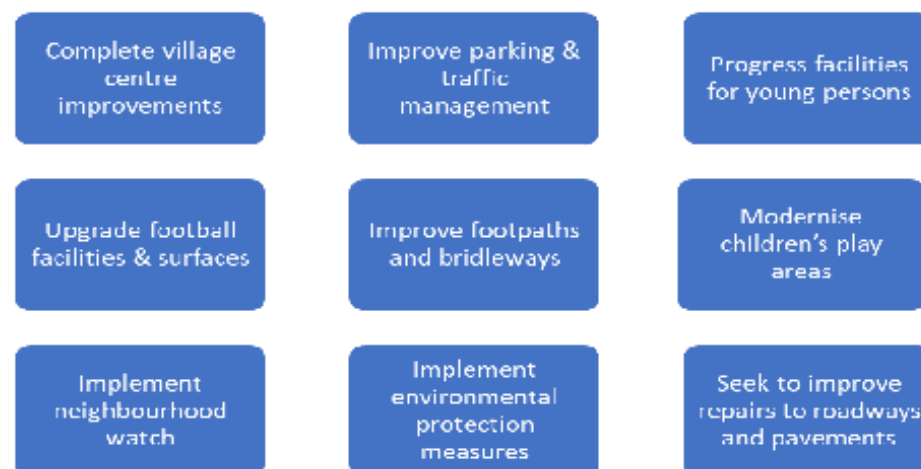 Complete village
centre
improvements
Improve parking &
traffic
management
Progress facilities
for young persons
Upgrade football
facilities & surfaces
Improve footpaths
and bridleways
Modernise
children's play
areas
Implement
neighbourhood
watch
Implement
environmental
protection
measures
Seek to improve
repairs to roadways
and pavements